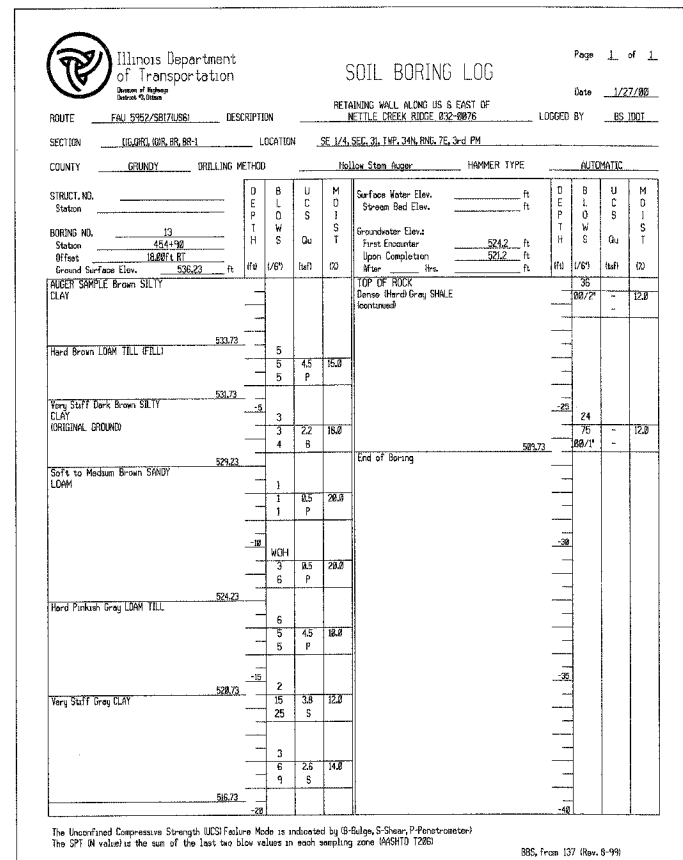 Illinois Department
of Transportation
Division of Highways
SOIL BORING LOG
Page 1 of 1
Date 1/27/00
ROUTE FAU 5952/SBI7(US6) DESCRIPTION
RETAINING WALL ALONG US 6 EAST OF
NETTLE CREEK RIDGE, 032-0076
LOGGED BY BS IDOT
SECTION LOCATION SE 1/4, SEC. 31, TWP. 34N, RNG. 7E, 3rd PM
COUNTY GRUNDY DRILLING METHOD Hollow Stem Auger HAMMER TYPE AUTOMATIC
STRUCT. NO.
Station
BORING NO. 13
Station 454+90
Offset 18.00ft RT
Ground Surface Elev. 536.23 ft
DEPTH (ft)
BLOWS (/6")
UCS Qu (tsf)
MOIST (%)
Surface Water Elev. ft
Stream Bed Elev. ft
Groundwater Elev.:
First Encounter 524.2 ft
Upon Completion 521.2 ft
After Hrs. ft
DEPTH (ft)
BLOWS (/6")
UCS Qu (tsf)
MOIST (%)
AUGER SAMPLE Brown SILTY
CLAY
533.73
Hard Brown LOAM TILL (FILL)
5
5 4.5 15.0
5 P
531.73
Very Stiff Dark Brown SILTY
CLAY
(ORIGINAL GROUND)
-5
3
3 2.2 18.0
4 B
529.23
Soft to Medium Brown SANDY
LOAM
1
1 0.5 20.0
1 P
-10
WOH
3 0.5 20.0
6 P
524.23
Hard Pinkish Gray LOAM TILL
6
5 4.5 10.0
5 P
-15
2
520.73
Very Stiff Gray CLAY
15 3.8 12.0
25 S
3
6 2.6 14.0
9 S
516.73
-20
TOP OF ROCK
Dense (Hard) Gray SHALE
(continued)
36
00/2" - 12.0
-
-25
24
75 - 12.0
509.73
00/1" -
End of Boring
-30
-35
-40
The Unconfined Compressive Strength (UCS) Failure Mode is indicated by (B-Bulge, S-Shear, P-Penetrometer)
The SPT (N value) is the sum of the last two blow values in each sampling zone (AASHTO T206)
BBS, from 137 (Rev. 8-99)